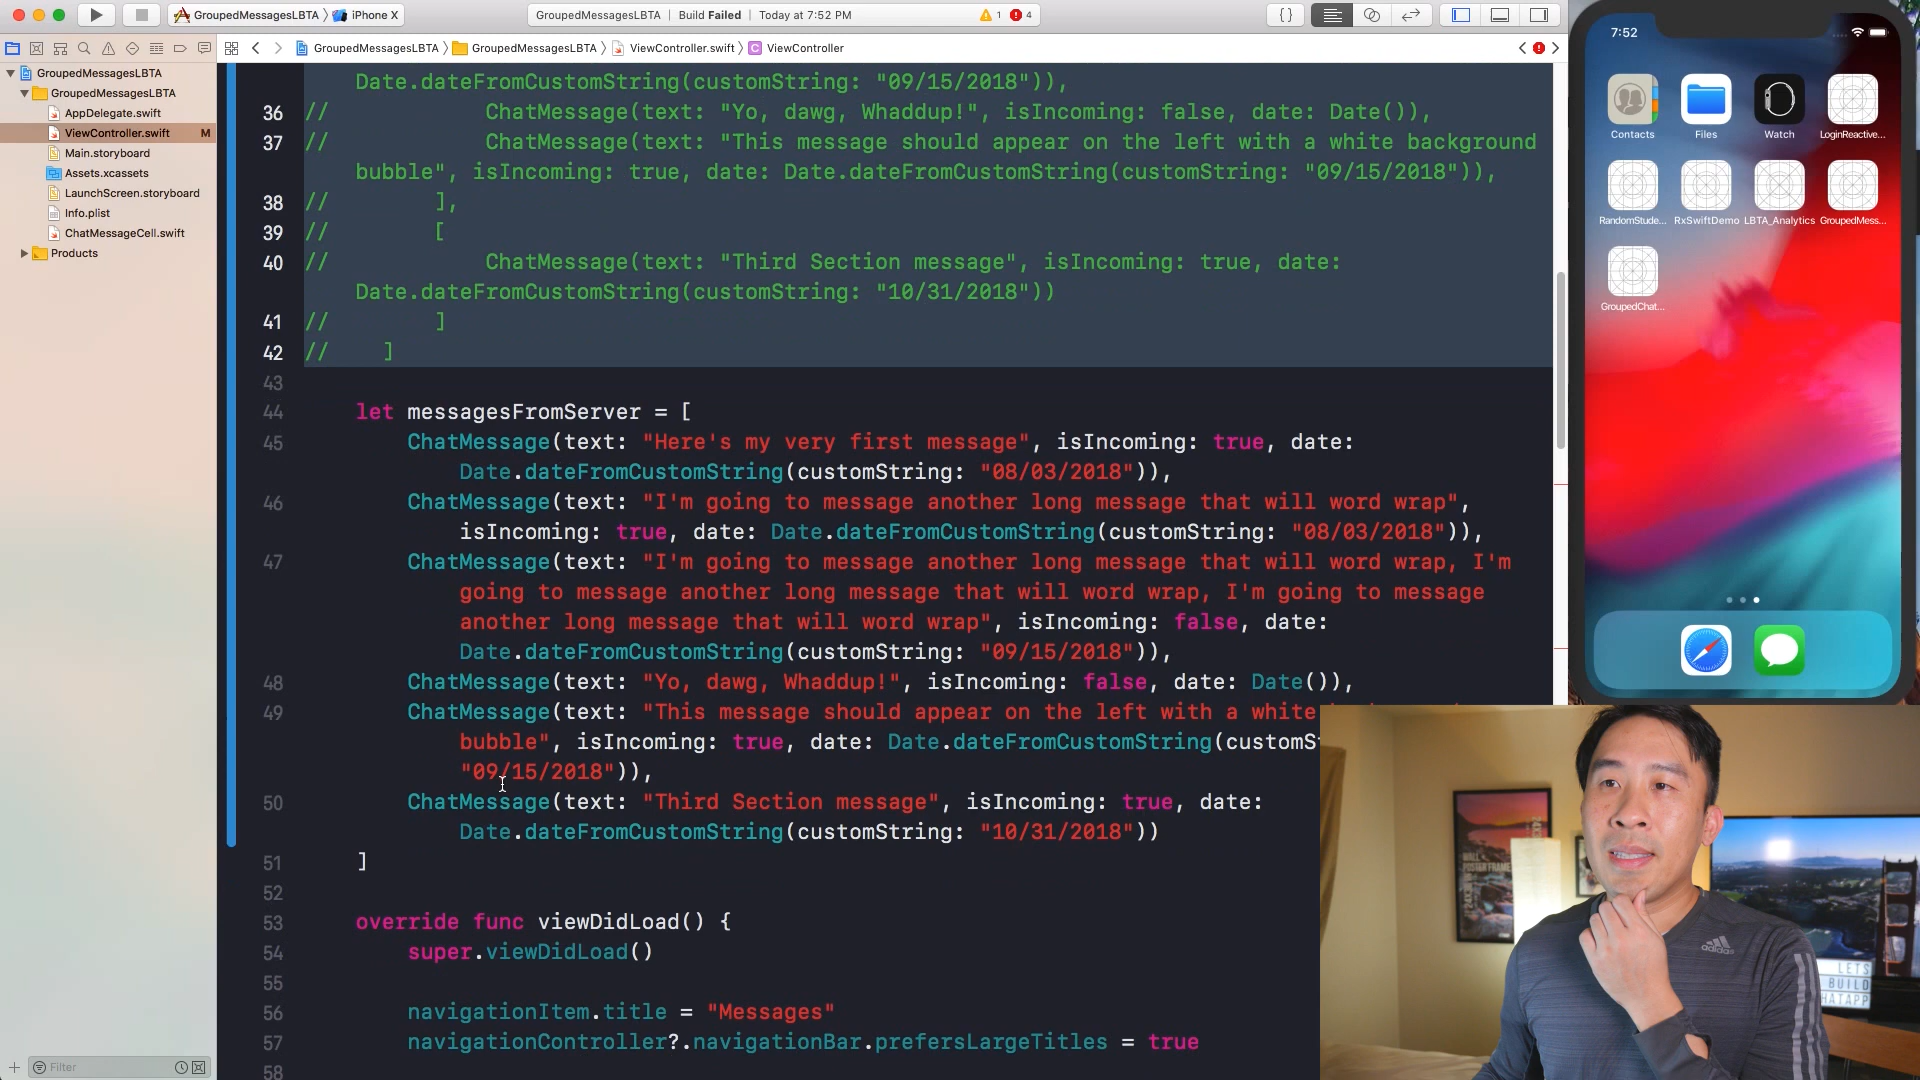 GroupedMessagesLBTA
iPhone X
GroupedMessagesLBTA
Build Failed
Today at 7:52 PM
1
4
GroupedMessagesLBTA
GroupedMessagesLBTA
ViewController.swift
C
ViewController
GroupedMessagesLBTA
GroupedMessagesLBTA
AppDelegate.swift
ViewController.swift
M
Main.storyboard
Assets.xcassets
LaunchScreen.storyboard
Info.plist
ChatMessageCell.swift
Products
Filter
Date.dateFromCustomString(customString: "09/15/2018")),
36 // ChatMessage(text: "Yo, dawg, Whaddup!", isIncoming: false, date: Date()),
37 // ChatMessage(text: "This message should appear on the left with a white background
bubble", isIncoming: true, date: Date.dateFromCustomString(customString: "09/15/2018")),
38 // ],
39 // [
40 // ChatMessage(text: "Third Section message", isIncoming: true, date:
Date.dateFromCustomString(customString: "10/31/2018"))
41 // ]
42 // ]
43
44 let messagesFromServer = [
45 ChatMessage(text: "Here's my very first message", isIncoming: true, date:
Date.dateFromCustomString(customString: "08/03/2018")),
46 ChatMessage(text: "I'm going to message another long message that will word wrap",
isIncoming: true, date: Date.dateFromCustomString(customString: "08/03/2018")),
47 ChatMessage(text: "I'm going to message another long message that will word wrap, I'm
going to message another long message that will word wrap, I'm going to message
another long message that will word wrap", isIncoming: false, date:
Date.dateFromCustomString(customString: "09/15/2018")),
48 ChatMessage(text: "Yo, dawg, Whaddup!", isIncoming: false, date: Date()),
49 ChatMessage(text: "This message should appear on the left with a white
bubble", isIncoming: true, date: Date.dateFromCustomString(customS
"09/15/2018")),
50 ChatMessage(text: "Third Section message", isIncoming: true, date:
Date.dateFromCustomString(customString: "10/31/2018"))
51 ]
52
53 override func viewDidLoad() {
54 super.viewDidLoad()
55
56 navigationItem.title = "Messages"
57 navigationController?.navigationBar.prefersLargeTitles = true
58
7:52
Contacts
Files
Watch
LoginReactive...
RandomStude...
RxSwiftDemo
LBTA_Analytics
GroupedMess...
GroupedChat...
adidas
LETS
BUILD
HATAPP